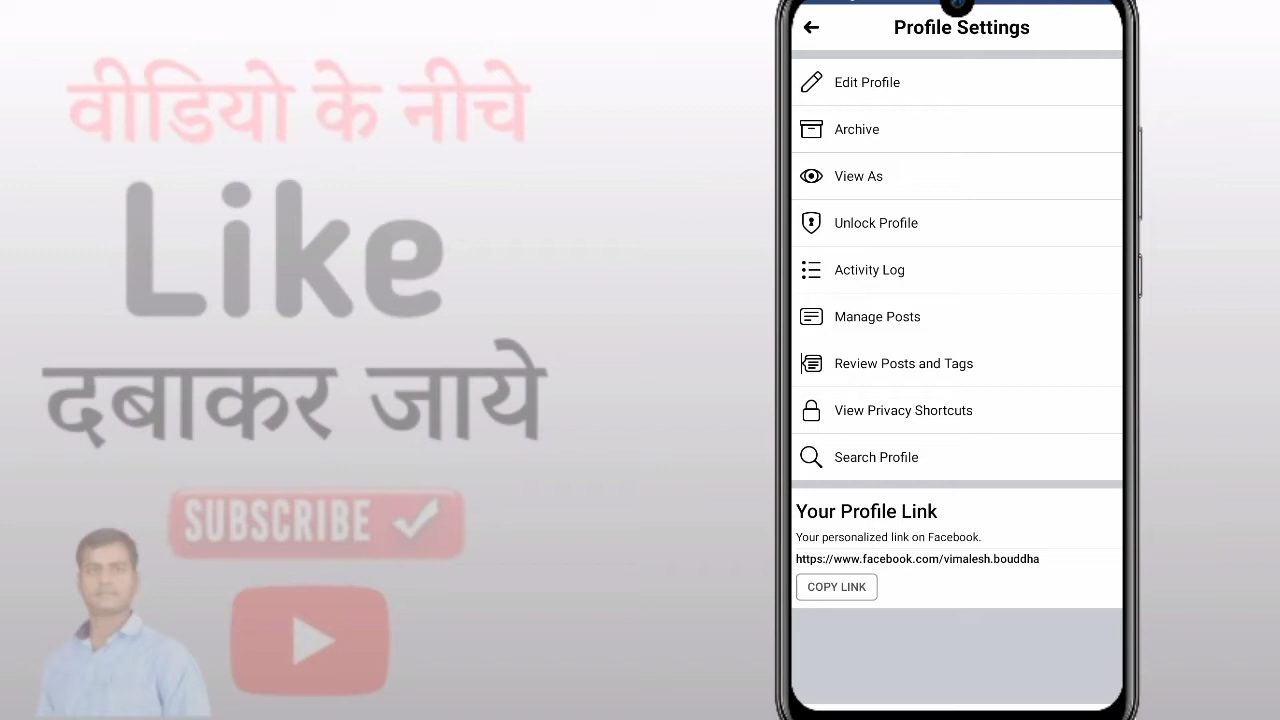 वीडियो के नीचे
Like
दबाकर जाये
SUBSCRIBE
Profile Settings
Edit Profile
Archive
View As
Unlock Profile
Activity Log
Manage Posts
Review Posts and Tags
View Privacy Shortcuts
Search Profile
Your Profile Link
Your personalized link on Facebook.
https://www.facebook.com/vimalesh.bouddha
COPY LINK